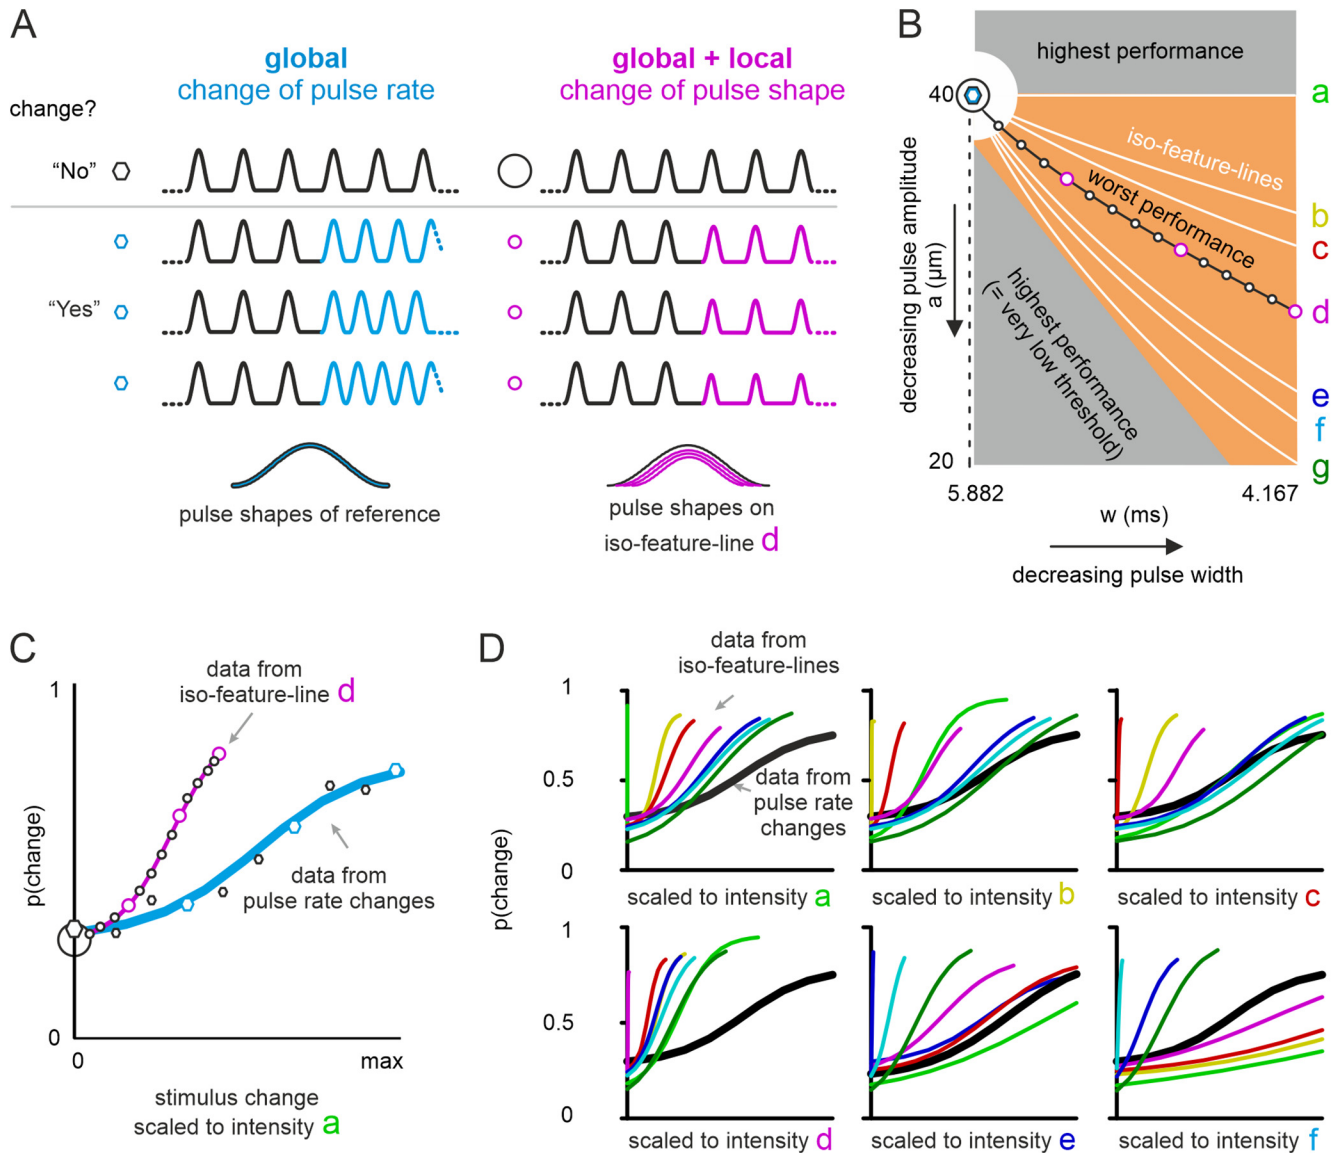 A
global
change of pulse rate
global + local
change of pulse shape
change?
"No"
"Yes"
pulse shapes of reference
pulse shapes on
iso-feature-line d
B
highest performance
40
iso-feature-lines
worst performance
highest performance
(= very low threshold)
decreasing pulse amplitude
a (μm)
20
5.882
4.167
w (ms)
decreasing pulse width
a
b
c
d
e
f
g
C
data from
iso-feature-line d
1
p(change)
data from
pulse rate changes
0
0
max
stimulus change
scaled to intensity a
D
data from
iso-feature-lines
1
0.5
0
data from
pulse rate
changes
p(change)
scaled to intensity a
scaled to intensity b
scaled to intensity c
1
0.5
0
scaled to intensity d
scaled to intensity e
scaled to intensity f